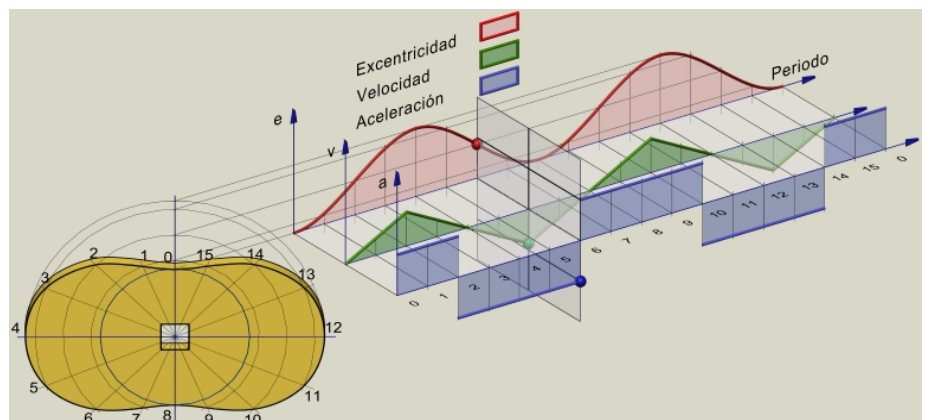 Excentricidad
Velocidad
Aceleración
Periodo
e
v
a
0 1 2 3 4 5 6 7 8 9 10 11 12 13 14 15 0
2 1 0 15 14
3 13
4 12
5 11
6 7 8 9 10